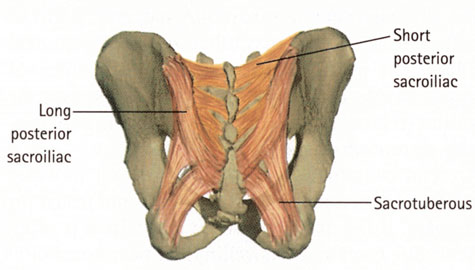 Short
posterior
sacroiliac
Long
posterior
sacroiliac
Sacrotuberous